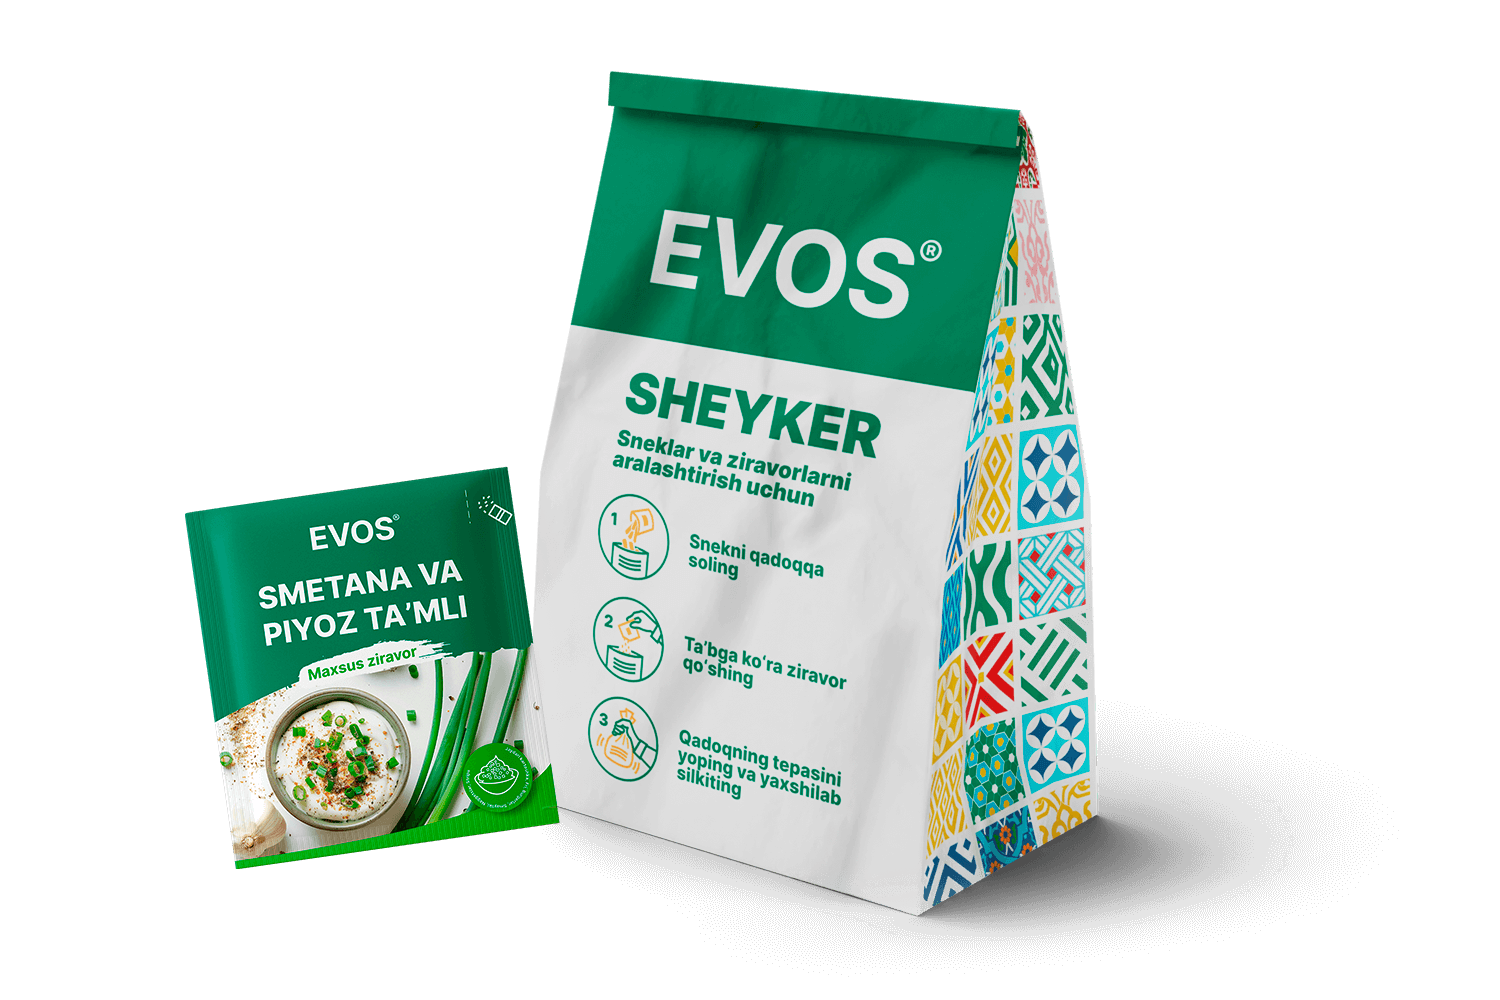 EVOS®
SHEYKER
Sneklar va ziravorlarni
aralashtirish uchun
1
Snekni qadoqqa
soling
2
Ta’bga ko‘ra ziravor
qo‘shing
3
Qadoqning tepasini
yoping va yaxshilab
silkiting
EVOS®
SMETANA VA
PIYOZ TA’MLI
Maxsus ziravor